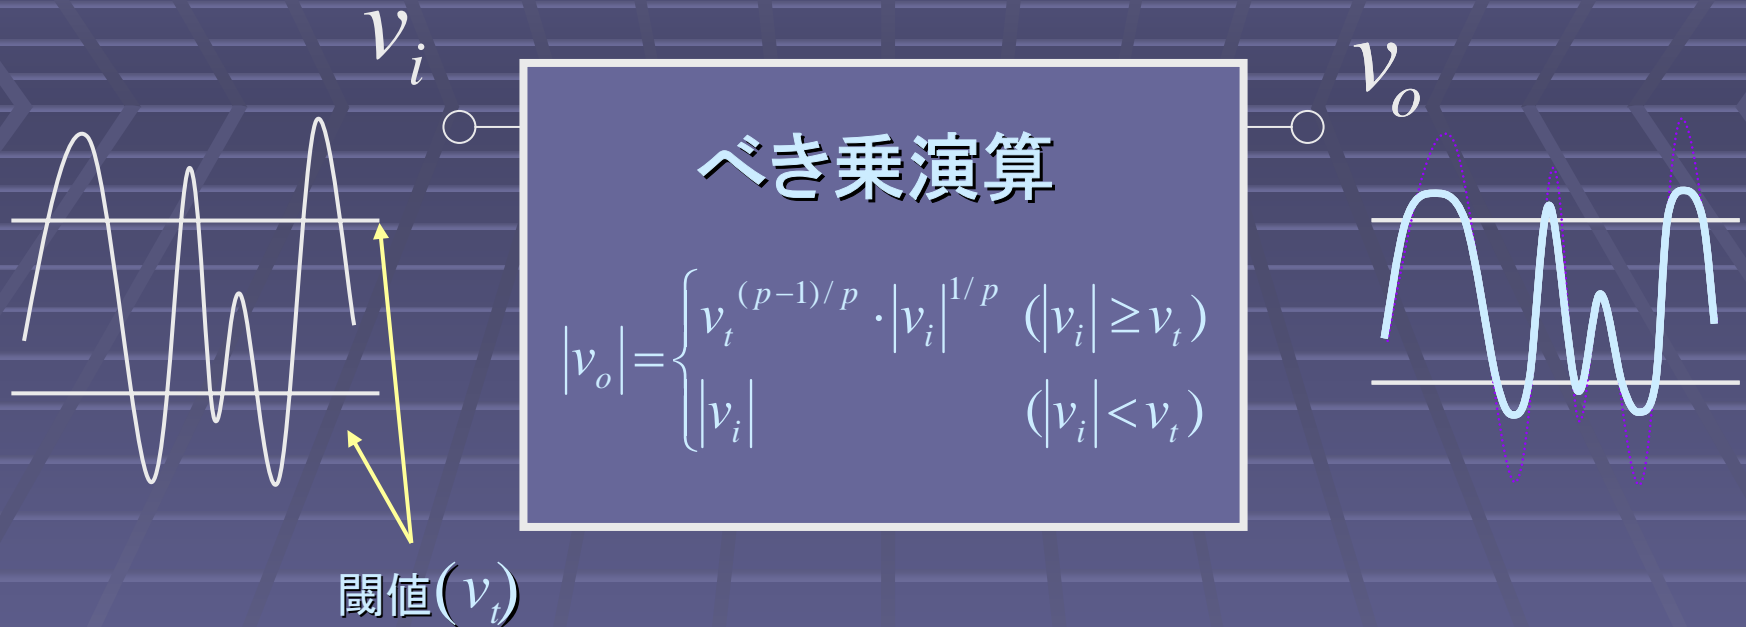 v_i
v_o
べき乗演算
|v_o| = { v_t^{(p-1)/p} · |v_i|^{1/p} (|v_i| ≥ v_t)
|v_i| (|v_i| < v_t)
閾値(v_t)